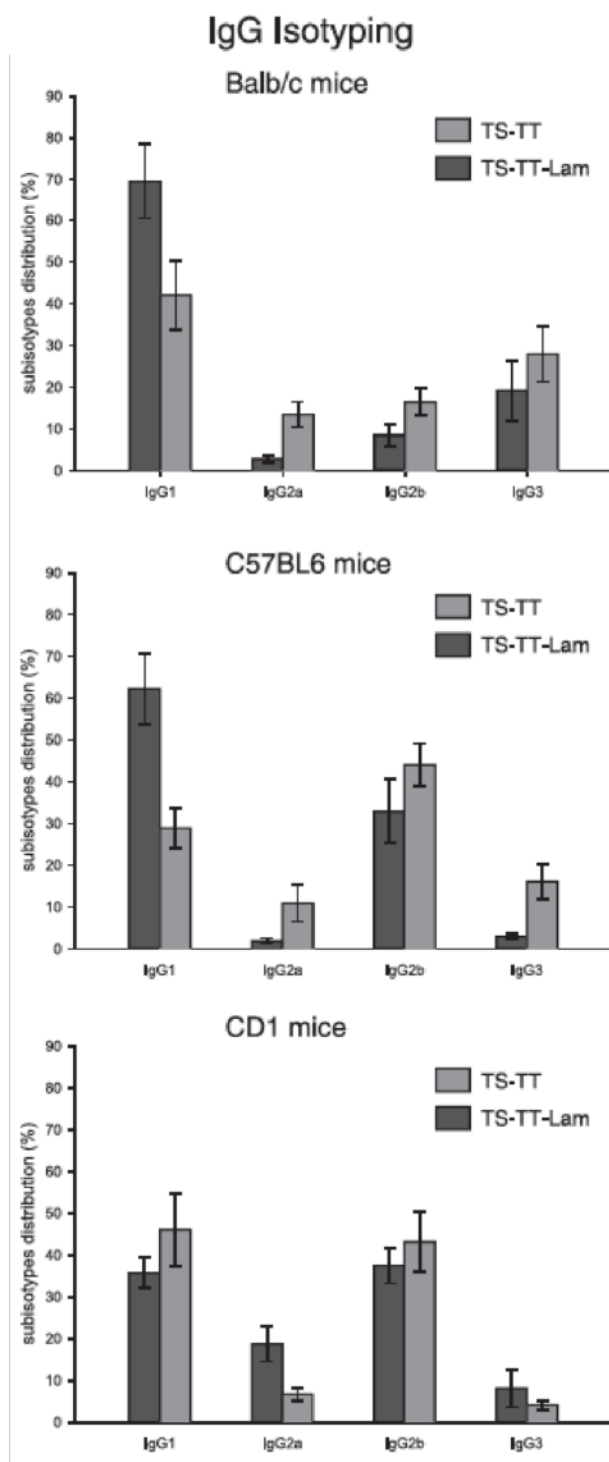 IgG Isotyping
Balb/c mice
TS-TT
TS-TT-Lam
subisotypes distribution (%)
90
80
70
60
50
40
30
20
10
0
IgG1 IgG2a IgG2b IgG3
C57BL6 mice
TS-TT
TS-TT-Lam
subisotypes distribution (%)
90
80
70
60
50
40
30
20
10
0
IgG1 IgG2a IgG2b IgG3
CD1 mice
TS-TT
TS-TT-Lam
subisotypes distribution (%)
90
80
70
60
50
40
30
20
10
0
IgG1 IgG2a IgG2b IgG3